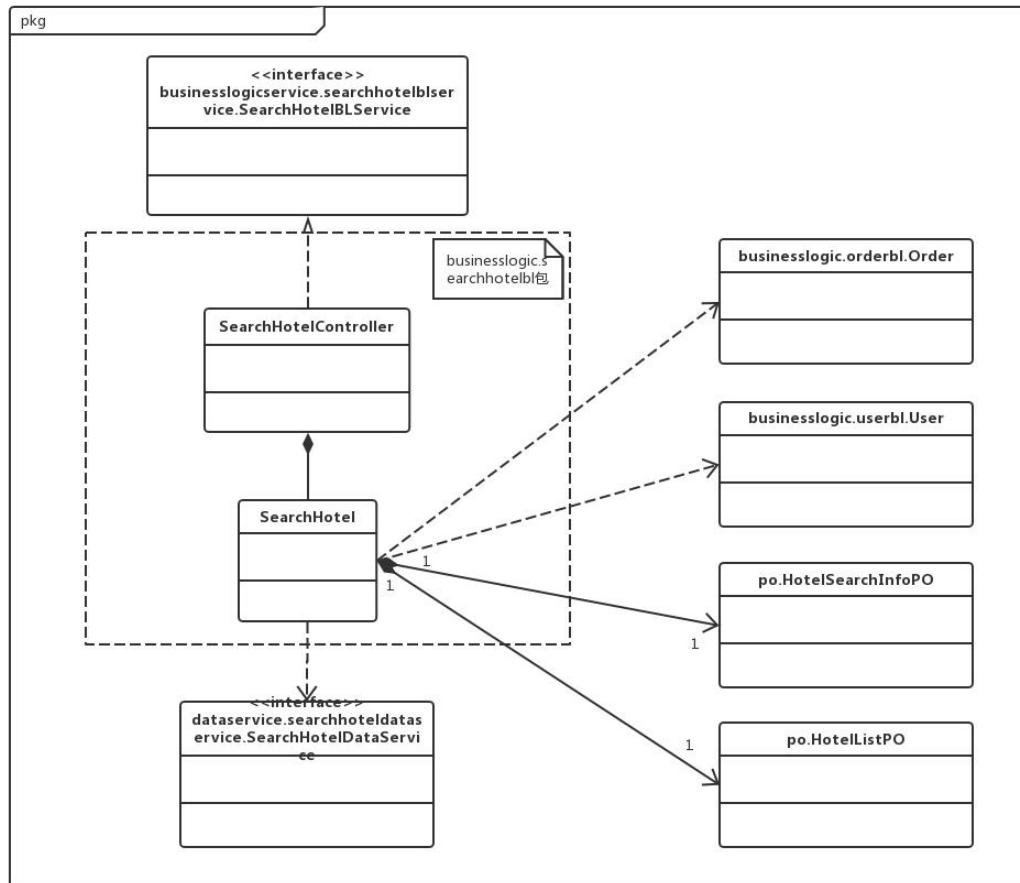 pkg
<<interface>>
businesslogicservice.searchhotelblser
vice.SearchHotelBLService
businesslogic.s
earchhotelbl包
SearchHotelController
SearchHotel
<<interface>>
dataservice.searchhoteldatas
ervice.SearchHotelDataServi
ce
businesslogic.orderbl.Order
businesslogic.userbl.User
1
1
po.HotelSearchInfoPO
1
1
po.HotelListPO